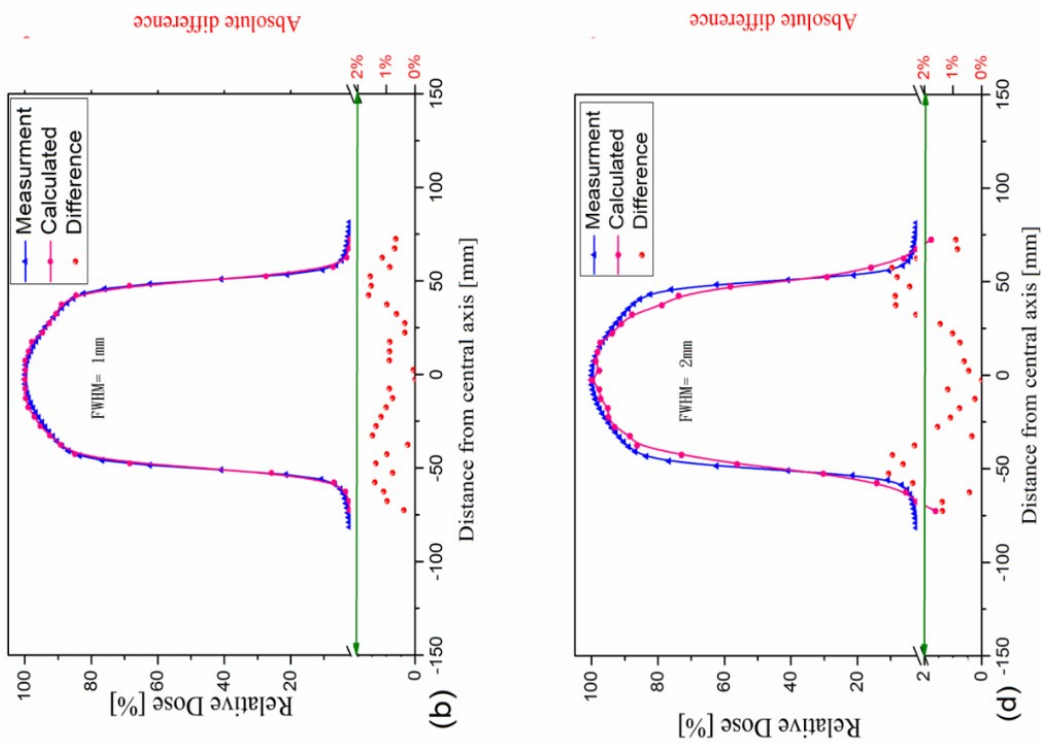 Absolute difference
2%
1%
0%
Measurment
Calculated
Difference
FWHM= 1mm
100
80
60
40
20
0
Relative Dose [%]
-150
-100
-50
0
50
100
150
Distance from central axis [mm]
(b)
Absolute difference
2%
1%
0%
Measurment
Calculated
Difference
FWHM= 2mm
100
80
60
40
20
0
Relative Dose [%]
-150
-100
-50
0
50
100
150
Distance from central axis [mm]
(d)